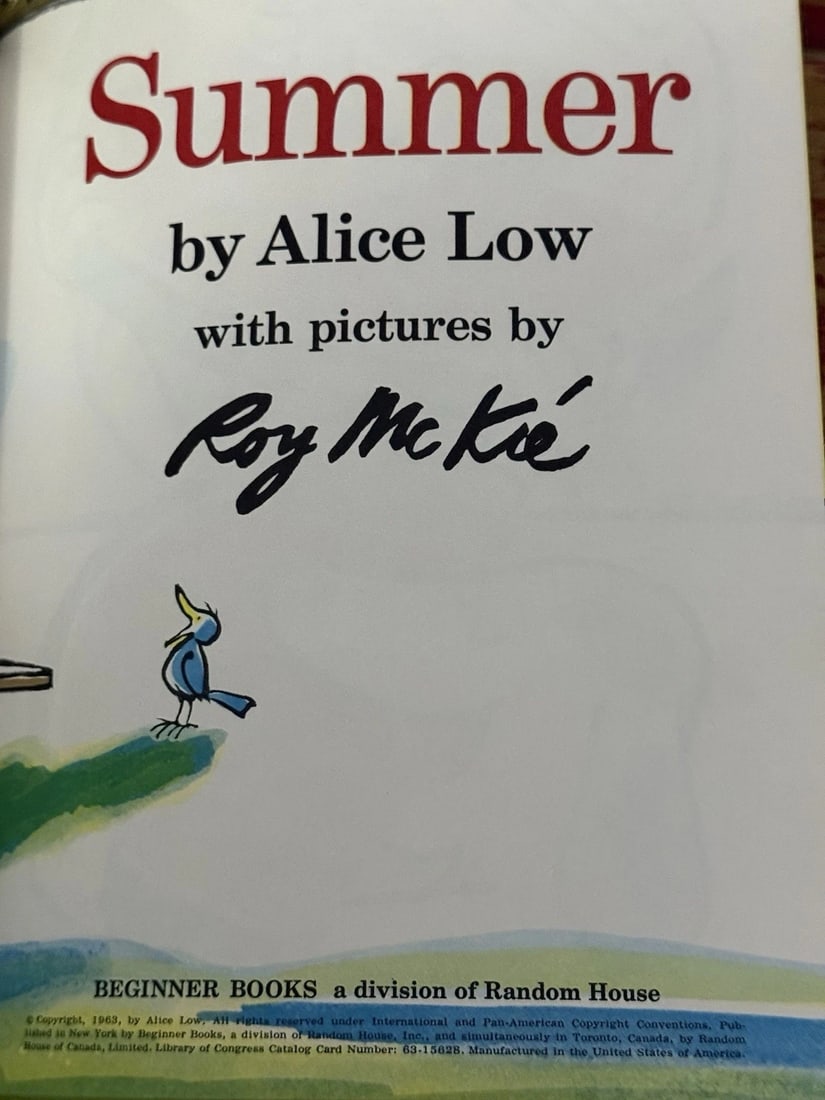 Summer
by Alice Low
with pictures by
Roy McKié
BEGINNER BOOKS a division of Random House
© Copyright, 1963, by Alice Low. All rights reserved under International and Pan-American Copyright Conventions. Pub-
lished in New York by Beginner Books, a division of Random House, Inc., and simultaneously in Toronto, Canada, by Random
House of Canada, Limited. Library of Congress Catalog Card Number: 63-15628. Manufactured in the United States of America.